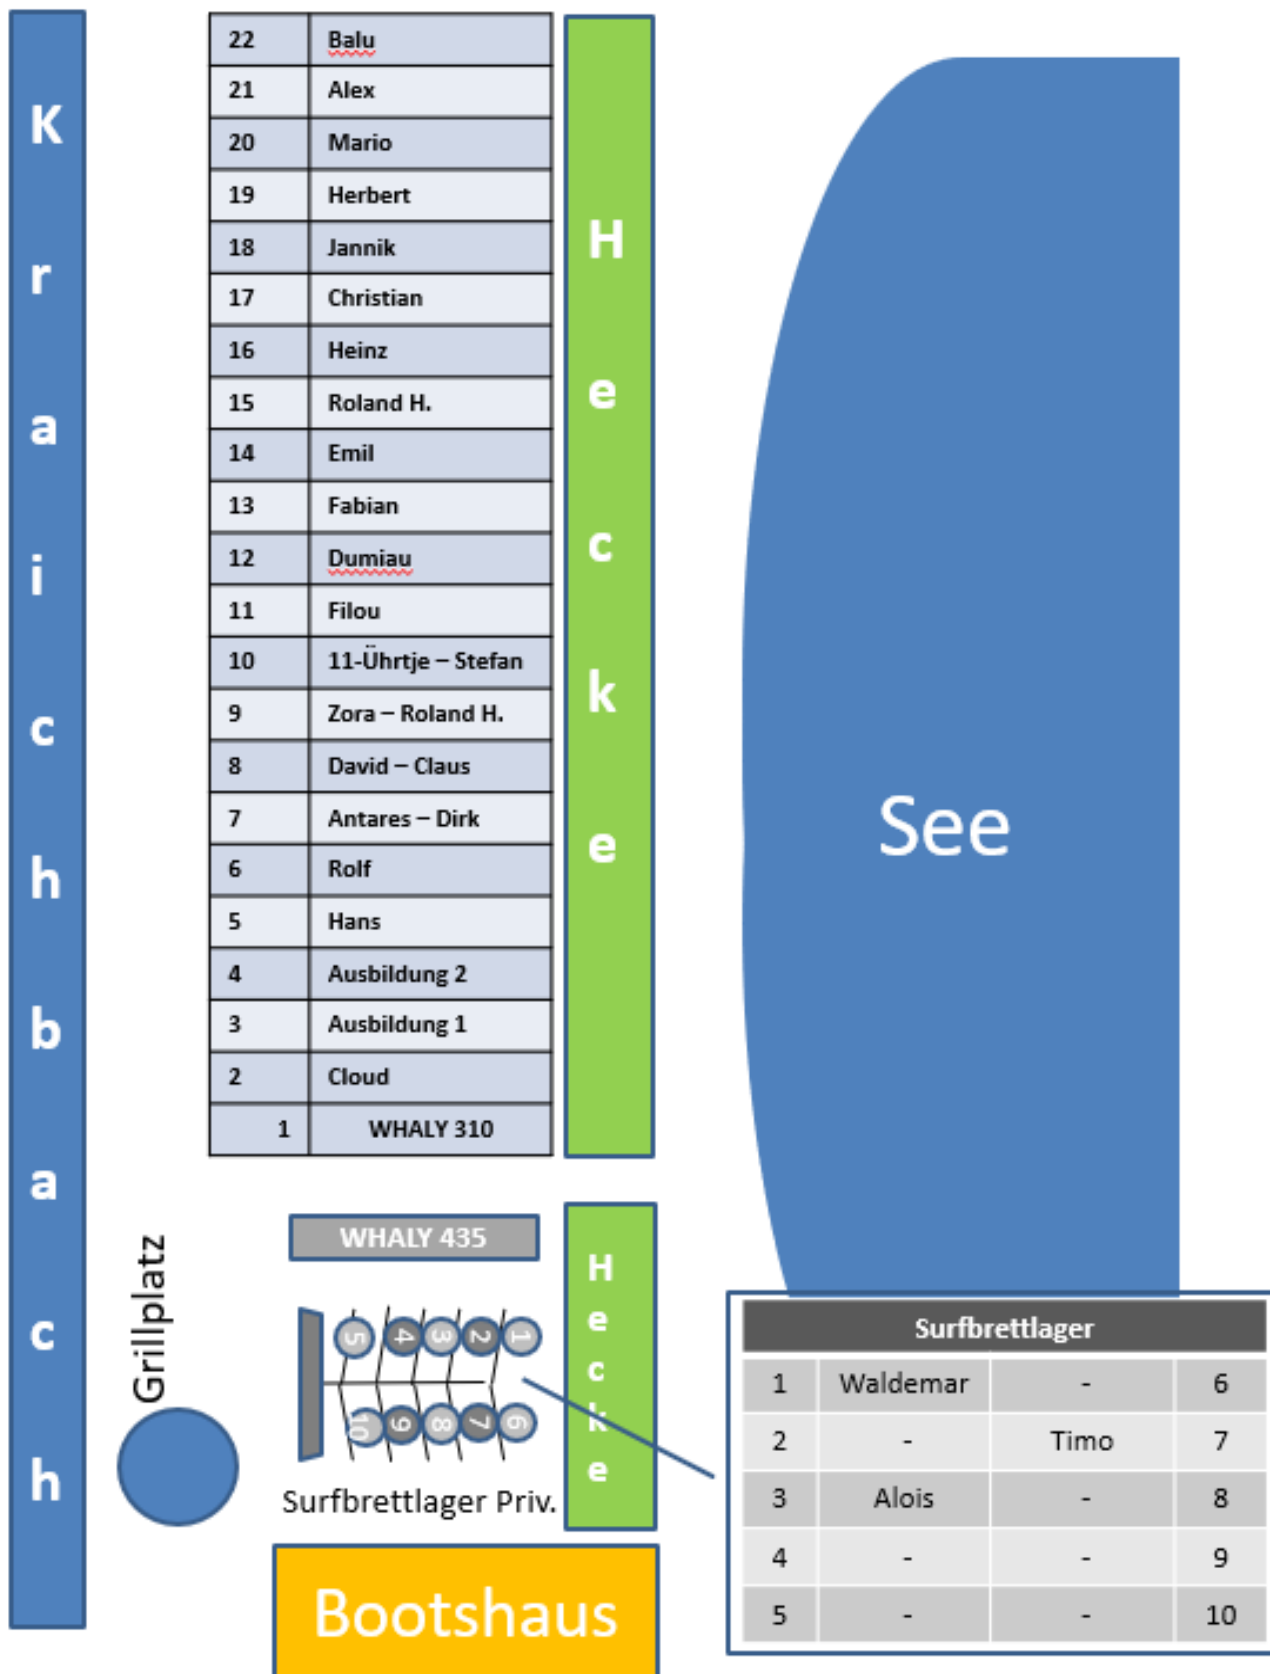 Kraichbach
22 Balu
21 Alex
20 Mario
19 Herbert
18 Jannik
17 Christian
16 Heinz
15 Roland H.
14 Emil
13 Fabian
12 Dumiau
11 Filou
10 11-Ührtje – Stefan
9 Zora – Roland H.
8 David – Claus
7 Antares – Dirk
6 Rolf
5 Hans
4 Ausbildung 2
3 Ausbildung 1
2 Cloud
1 WHALY 310
Hecke
See
WHALY 435
Hecke
Grillplatz
5 4 3 2 1
10 9 8 7 6
Surfbrettlager Priv.
Bootshaus
Surfbrettlager
1 Waldemar - 6
2 - Timo 7
3 Alois - 8
4 - - 9
5 - - 10